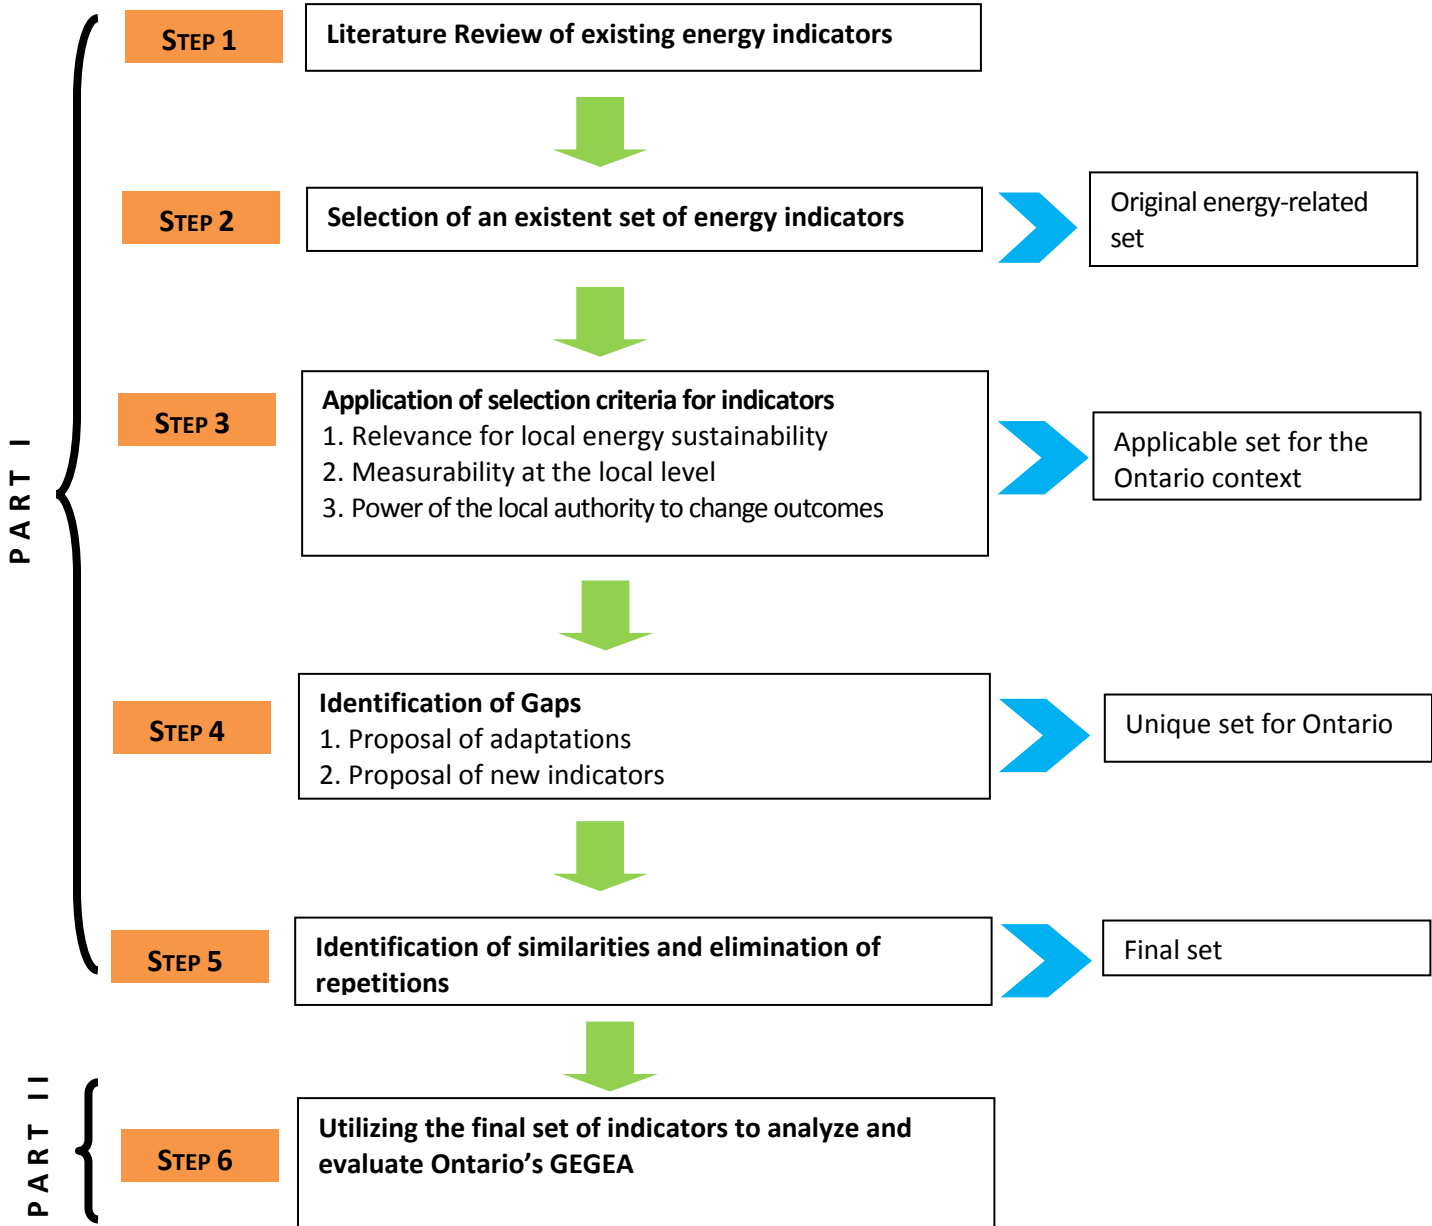 PART I
STEP 1
Literature Review of existing energy indicators
STEP 2
Selection of an existent set of energy indicators
Original energy-related
set
STEP 3
Application of selection criteria for indicators
1. Relevance for local energy sustainability
2. Measurability at the local level
3. Power of the local authority to change outcomes
Applicable set for the
Ontario context
STEP 4
Identification of Gaps
1. Proposal of adaptations
2. Proposal of new indicators
Unique set for Ontario
STEP 5
Identification of similarities and elimination of
repetitions
Final set
PART II
STEP 6
Utilizing the final set of indicators to analyze and
evaluate Ontario’s GEGEA